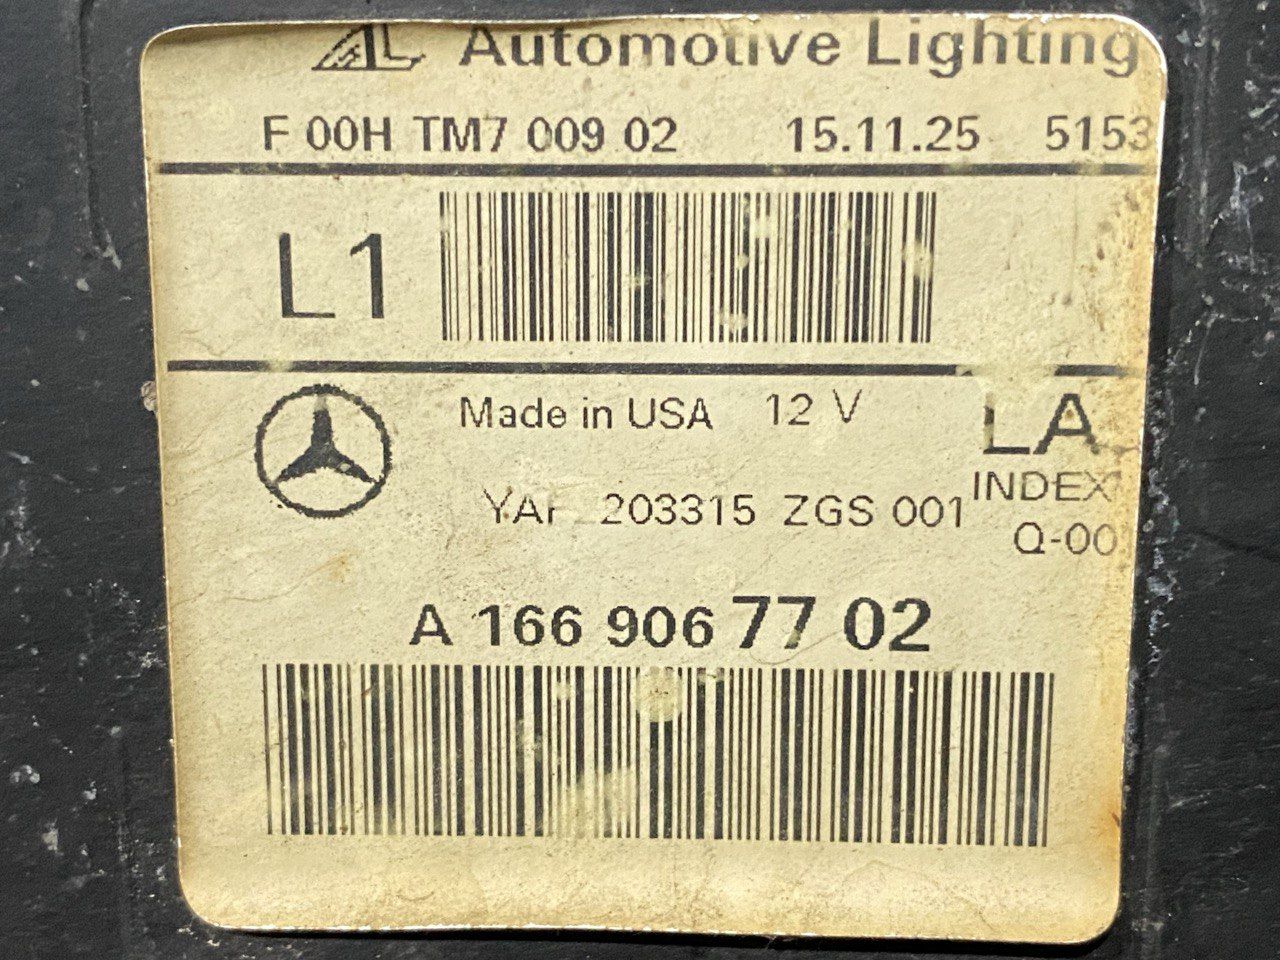 AL Automotive Lighting
F 00H TM7 009 02 15.11.25 5153
L1
Made in USA 12 V LA
203315 ZGS 001 INDEX
Q-00
A 166 906 77 02